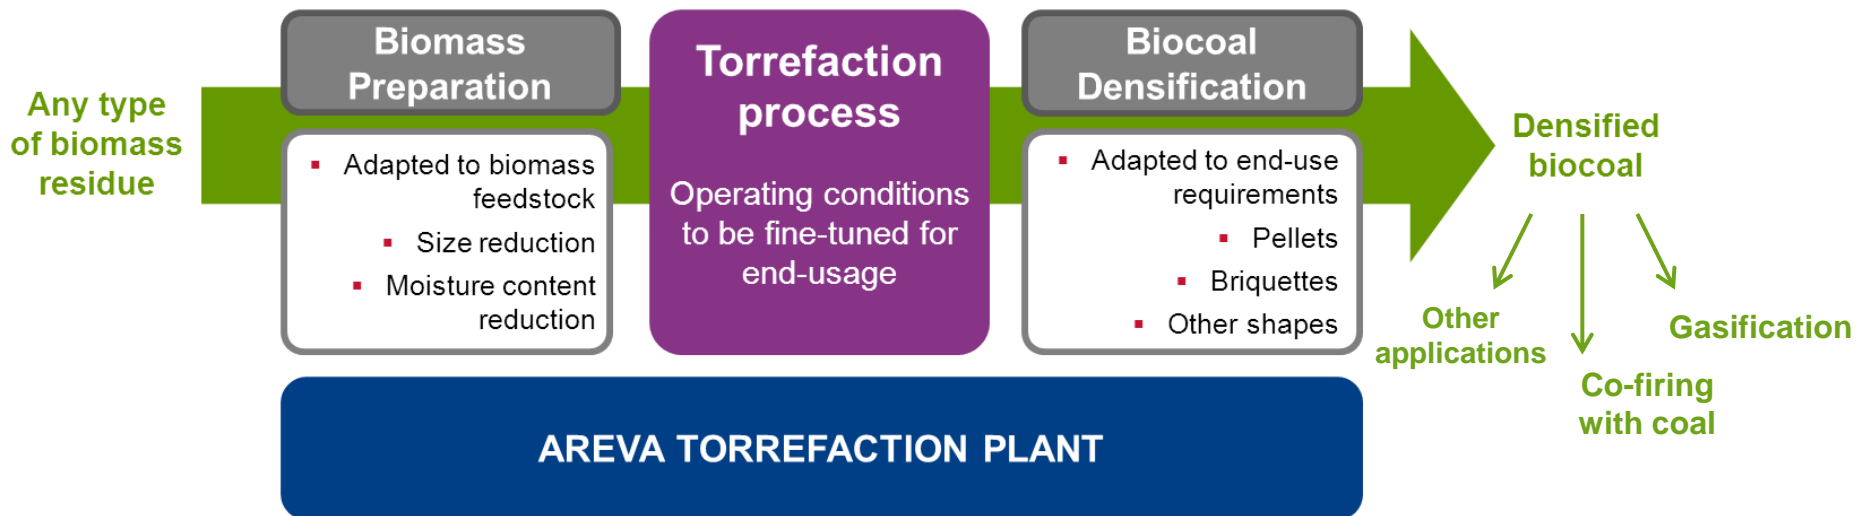 Any type
of biomass
residue
Biomass
Preparation
▪ Adapted to biomass
feedstock
▪ Size reduction
▪ Moisture content
reduction
Torrefaction
process
Operating conditions
to be fine-tuned for
end-usage
Biocoal
Densification
▪ Adapted to end-use
requirements
▪ Pellets
▪ Briquettes
▪ Other shapes
Densified
biocoal
Other
applications
Co-firing
with coal
Gasification
AREVA TORREFACTION PLANT